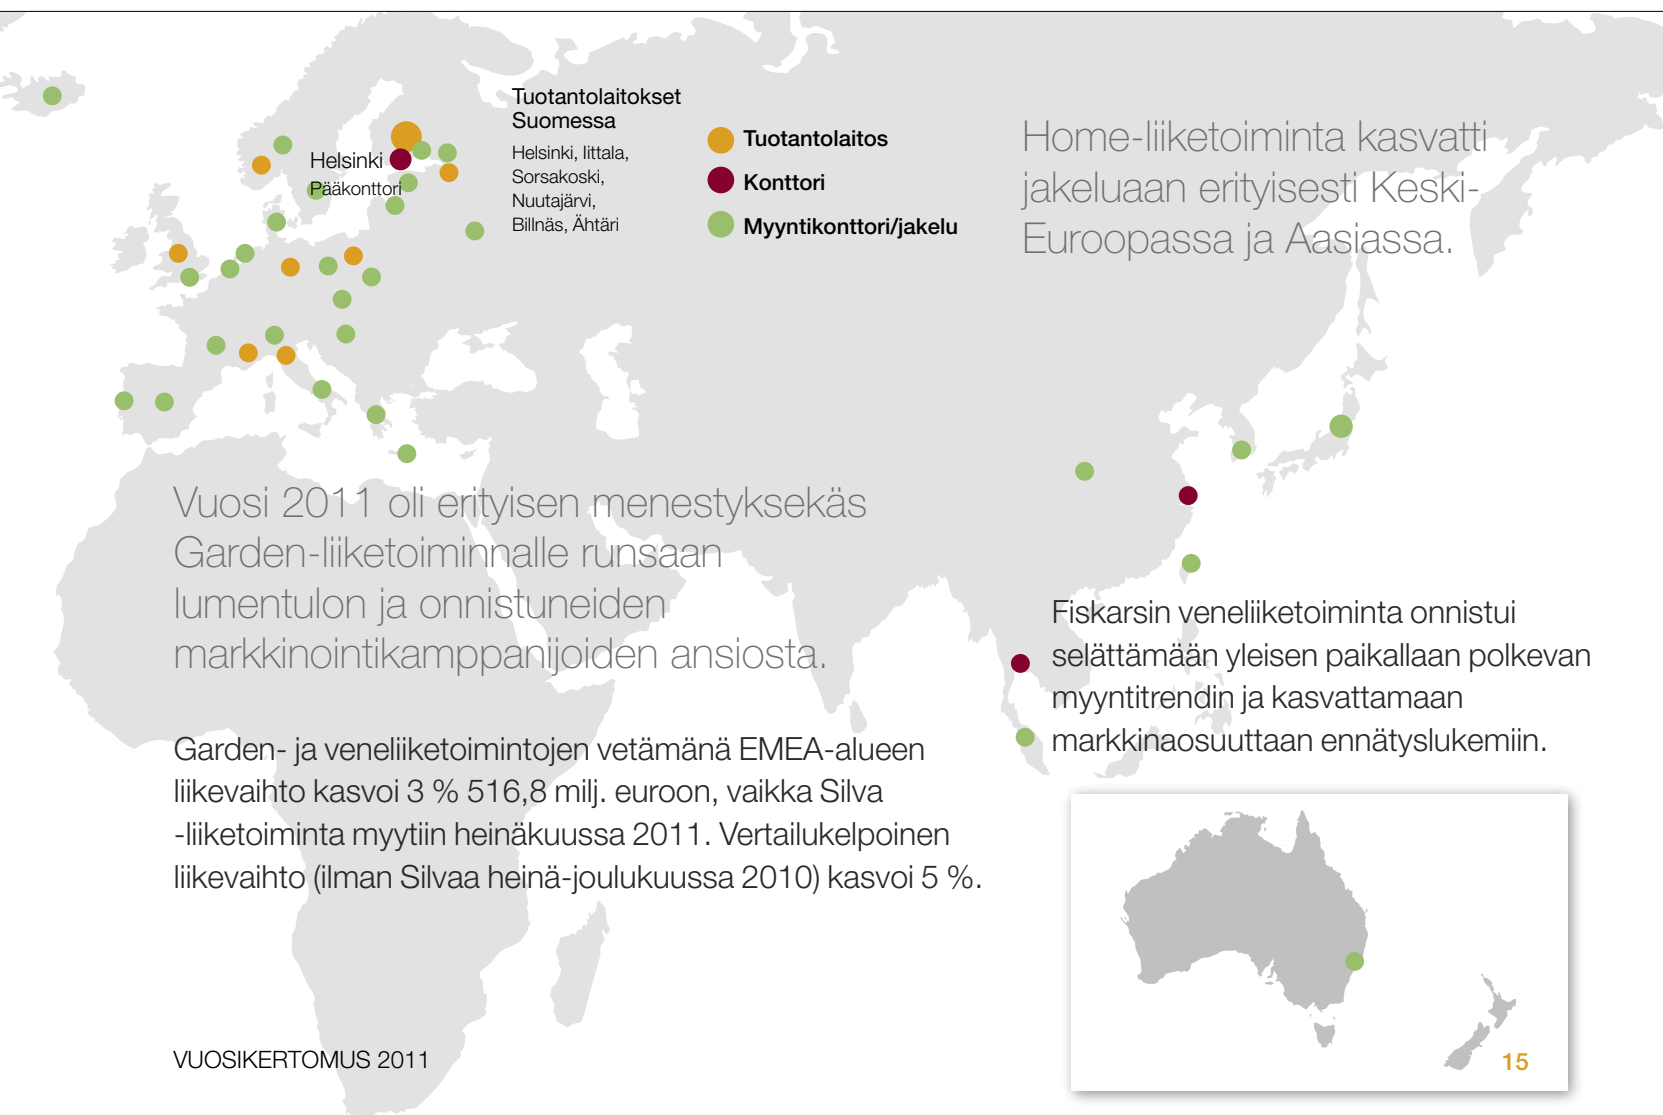 Tuotantolaitokset
Suomessa
Helsinki, Iittala,
Sorsakoski,
Nuutajärvi,
Billnäs, Ähtäri
Helsinki
Pääkonttori
Tuotantolaitos
Konttori
Myyntikonttori/jakelu
Home-liiketoiminta kasvatti
jakeluaan erityisesti Keski-
Euroopassa ja Aasiassa.
Vuosi 2011 oli erityisen menestyksekäs
Garden-liiketoiminnalle runsaan
lumentulon ja onnistuneiden
markkinointikamppanijoiden ansiosta.
Fiskarsin veneliiketoiminta onnistui
selättämään yleisen paikallaan polkevan
myyntitrendin ja kasvattamaan
markkinaosuuttaan ennätyslukemiin.
Garden- ja veneliiketoimintojen vetämänä EMEA-alueen
liikevaihto kasvoi 3 % 516,8 milj. euroon, vaikka Silva
-liiketoiminta myytiin heinäkuussa 2011. Vertailukelpoinen
liikevaihto (ilman Silvaa heinä-joulukuussa 2010) kasvoi 5 %.
VUOSIKERTOMUS 2011
15